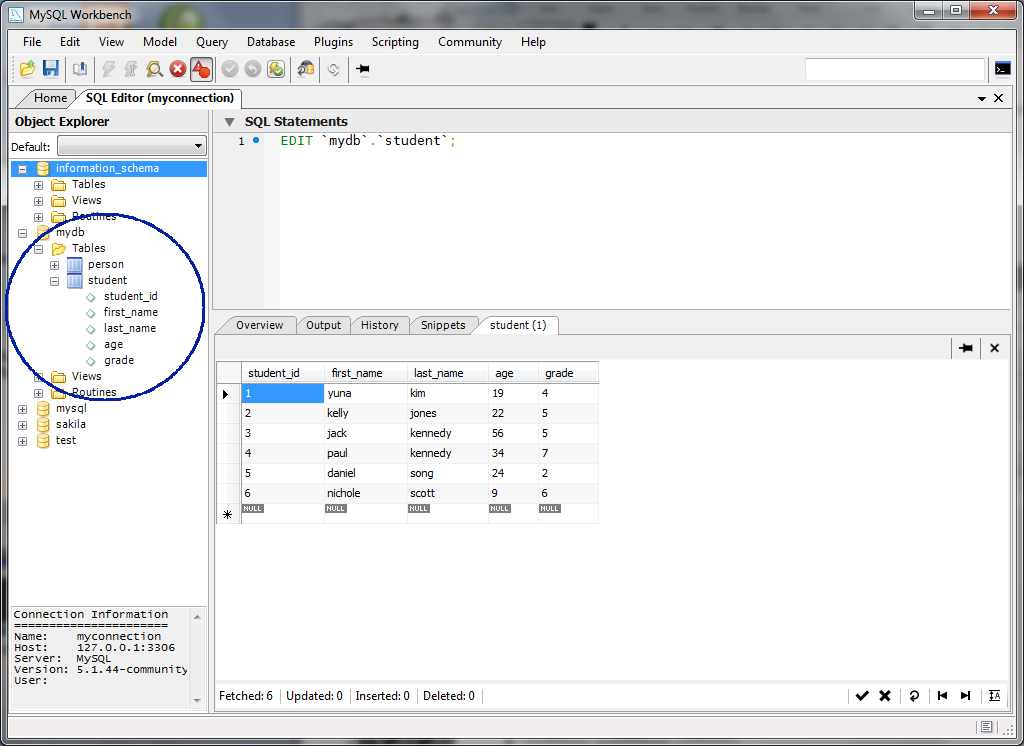 MySQL Workbench
File Edit View Model Query Database Plugins Scripting Community Help
Home SQL Editor (myconnection)
Object Explorer
Default:
information_schema
Tables
Views
Routines
mydb
Tables
person
student
student_id
first_name
last_name
age
grade
Views
Routines
mysql
sakila
test
Connection Information
======================
Name: myconnection
Host: 127.0.0.1:3306
Server: MySQL
Version: 5.1.44-community
User:
SQL Statements
1 EDIT `mydb`.`student`;
Overview Output History Snippets student (1)
student_id first_name last_name age grade
1 yuna kim 19 4
2 kelly jones 22 5
3 jack kennedy 56 5
4 paul kennedy 34 7
5 daniel song 24 2
6 nichole scott 9 6
NULL NULL NULL NULL NULL
Fetched: 6 Updated: 0 Inserted: 0 Deleted: 0